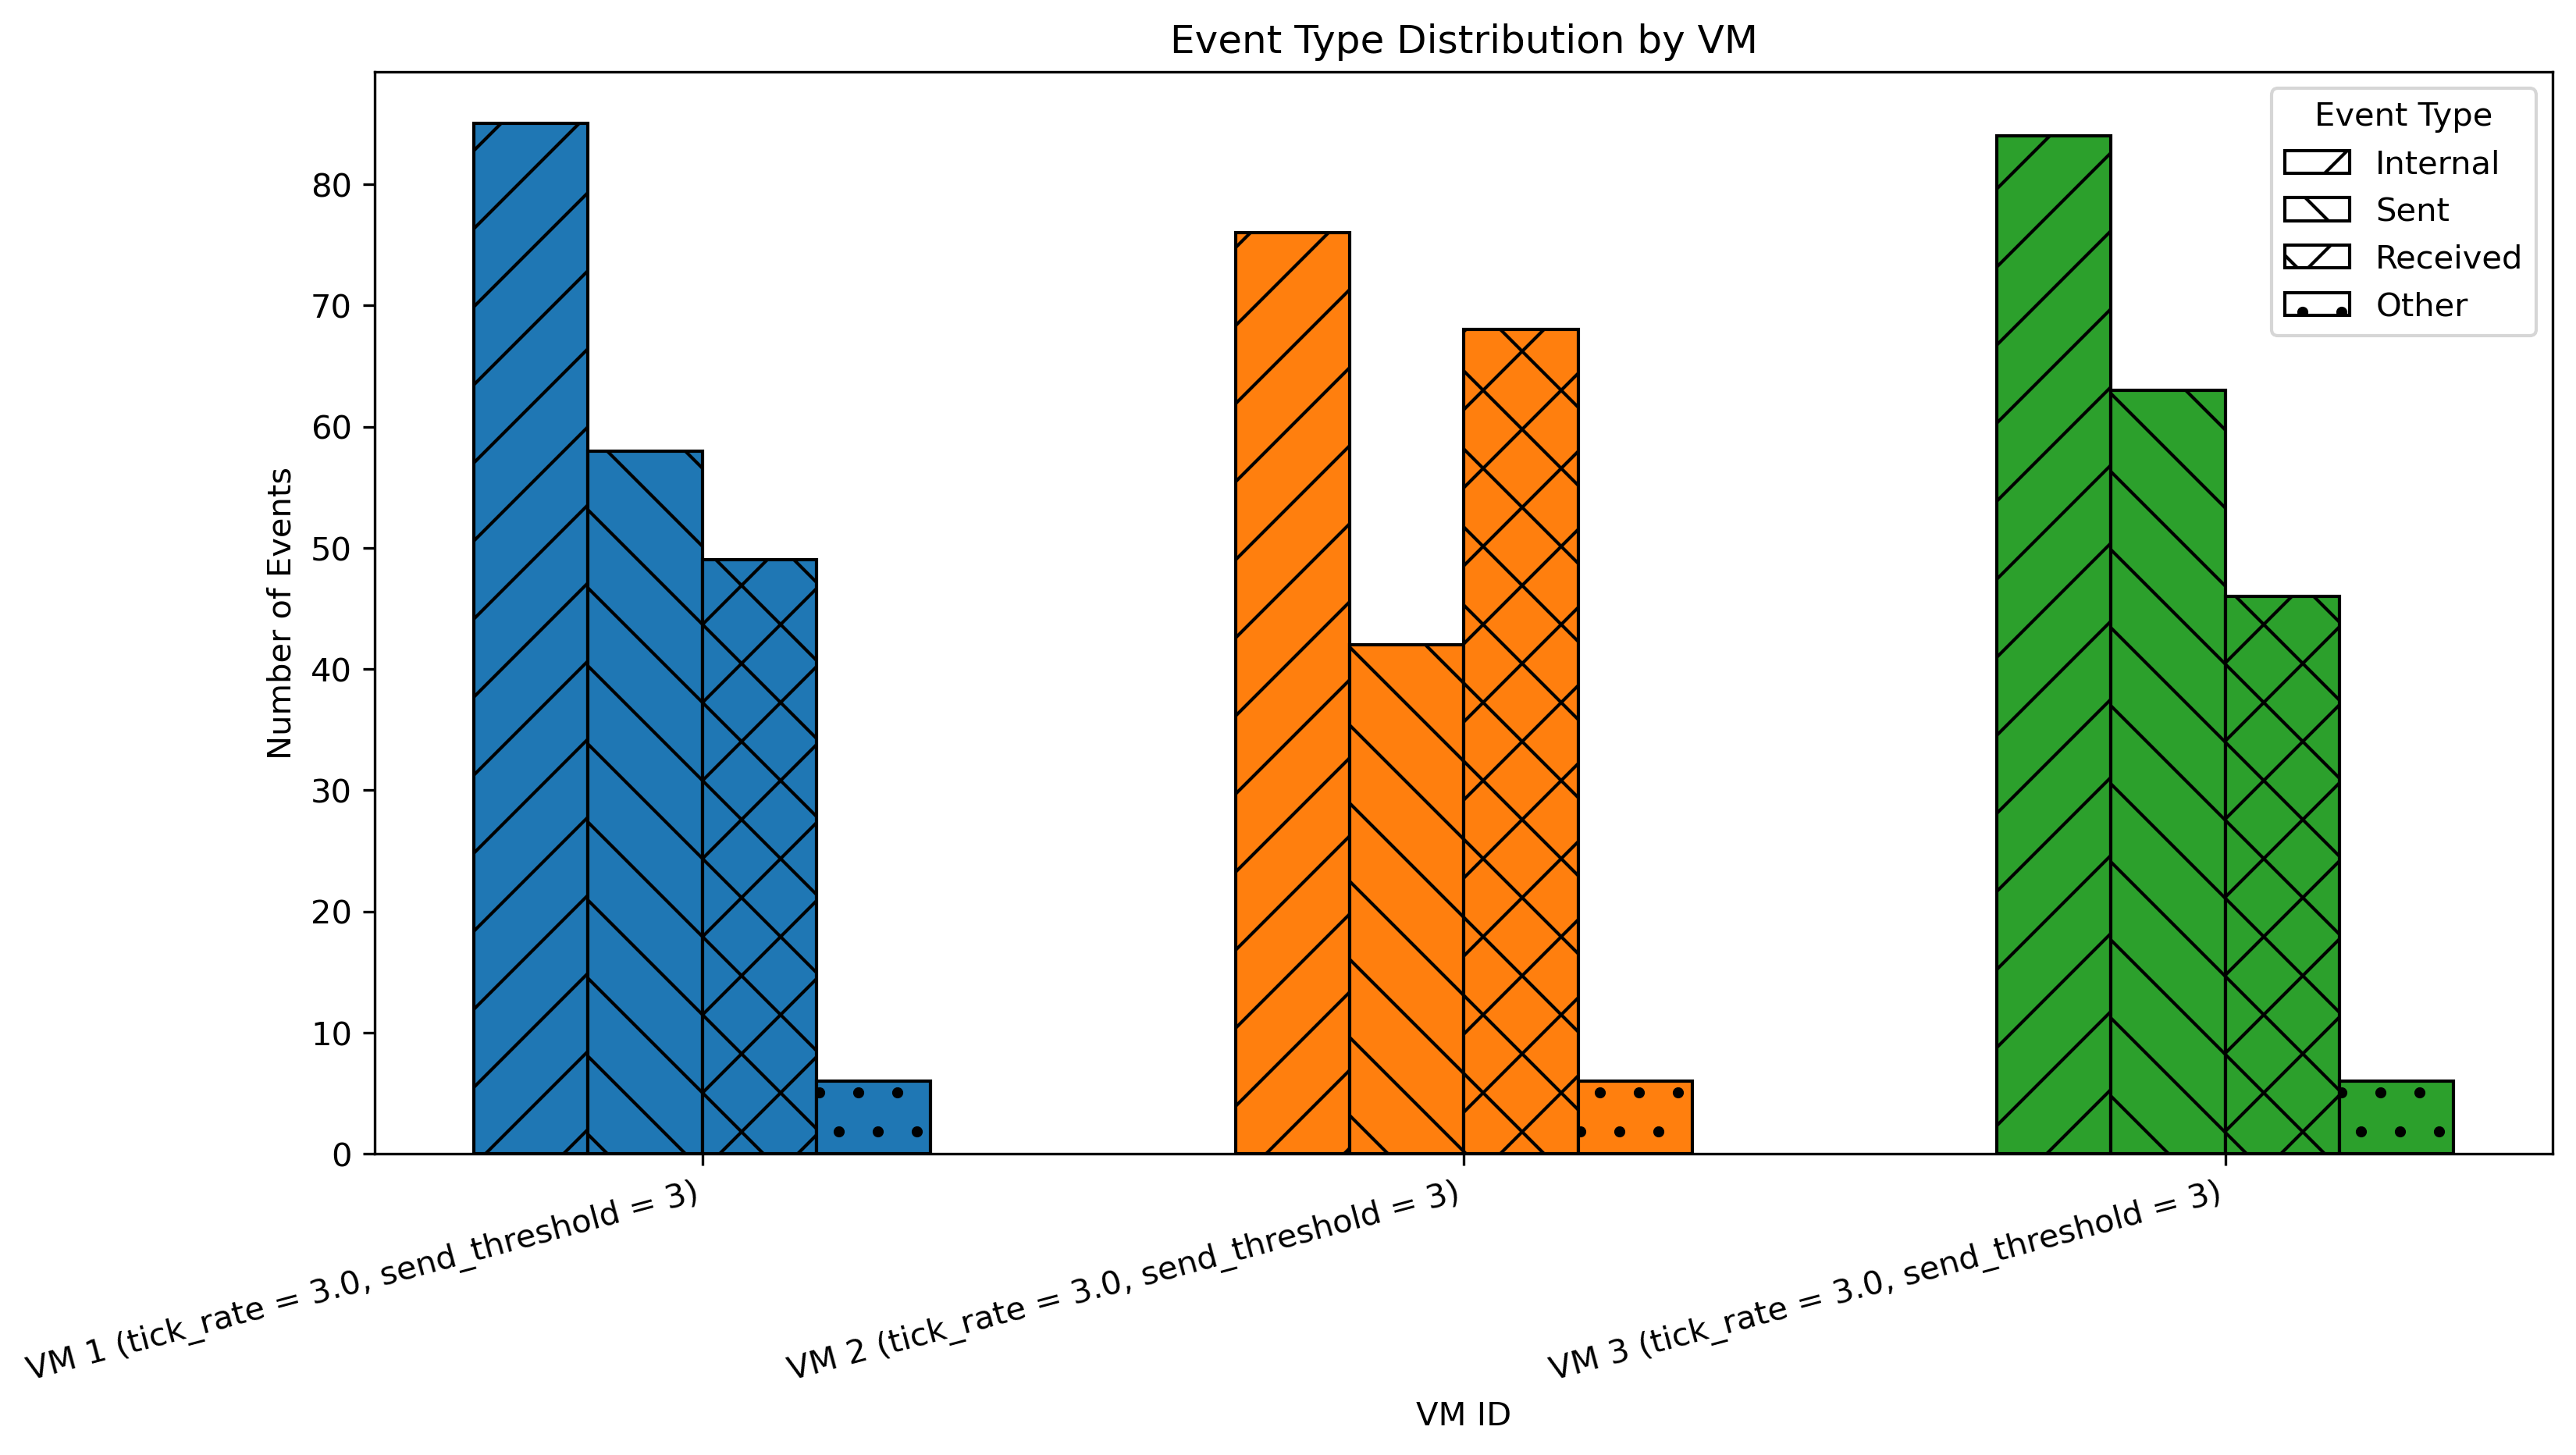 Event Type Distribution by VM
Event Type
Internal
Sent
Received
Other
Number of Events
80
70
60
50
40
30
20
10
0
VM 1 (tick_rate = 3.0, send_threshold = 3)
VM 2 (tick_rate = 3.0, send_threshold = 3)
VM 3 (tick_rate = 3.0, send_threshold = 3)
VM ID